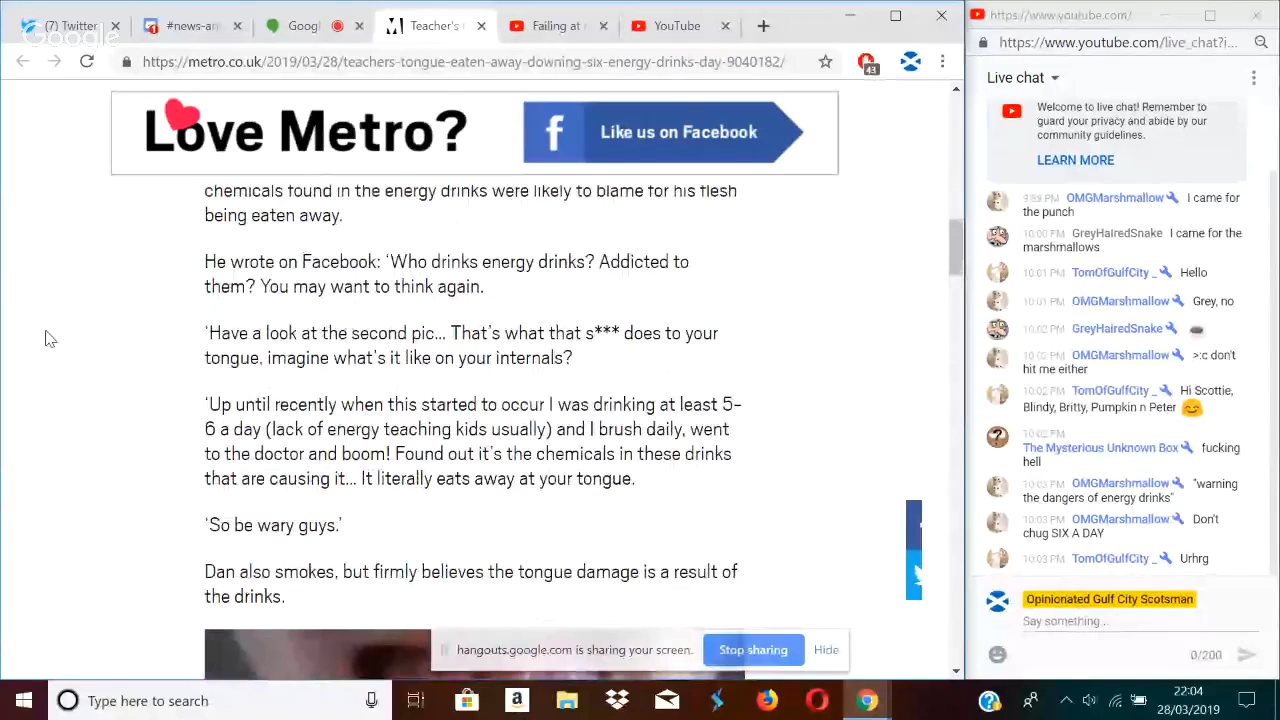 (7) Twitter
#news-an
Googl
Teacher's t
Failing at r
YouTube
Google
https://metro.co.uk/2019/03/28/teachers-tongue-eaten-away-downing-six-energy-drinks-day-9040182/
43
Love Metro?
f Like us on Facebook
chemicals found in the energy drinks were likely to blame for his flesh
being eaten away.
He wrote on Facebook: ‘Who drinks energy drinks? Addicted to
them? You may want to think again.
‘Have a look at the second pic… That’s what that s*** does to your
tongue, imagine what’s it like on your internals?
‘Up until recently when this started to occur I was drinking at least 5-
6 a day (lack of energy teaching kids usually) and I brush daily, went
to the doctor and boom! Found out it’s the chemicals in these drinks
that are causing it… It literally eats away at your tongue.
‘So be wary guys.’
Dan also smokes, but firmly believes the tongue damage is a result of
the drinks.
hangouts.google.com is sharing your screen.
Stop sharing
Hide
https://www.youtube.com/
https://www.youtube.com/live_chat?i...
Live chat
Welcome to live chat! Remember to
guard your privacy and abide by our
community guidelines.
LEARN MORE
OMGMarshmallow I came for
the punch
10:00 PM GreyHairedSnake I came for the
marshmallows
10:01 PM TomOfGulfCity _ Hello
10:01 PM OMGMarshmallow Grey, no
10:02 PM GreyHairedSnake
10:02 PM OMGMarshmallow >:c don't
hit me either
10:02 PM TomOfGulfCity _ Hi Scottie,
Blindy, Britty, Pumpkin n Peter
10:02 PM
The Mysterious Unknown Box fucking
hell
10:03 PM OMGMarshmallow "warning
the dangers of energy drinks"
10:03 PM OMGMarshmallow Don't
chug SIX A DAY
10:03 PM TomOfGulfCity _ Urhrg
Opinionated Gulf City Scotsman
Say something...
0/200
Type here to search
22:04
28/03/2019